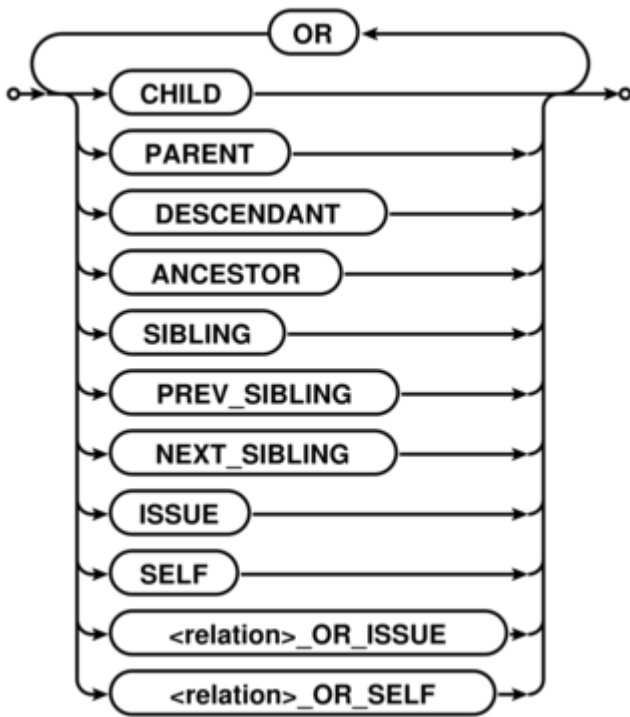 OR
CHILD
PARENT
DESCENDANT
ANCESTOR
SIBLING
PREV_SIBLING
NEXT_SIBLING
ISSUE
SELF
<relation>_OR_ISSUE
<relation>_OR_SELF